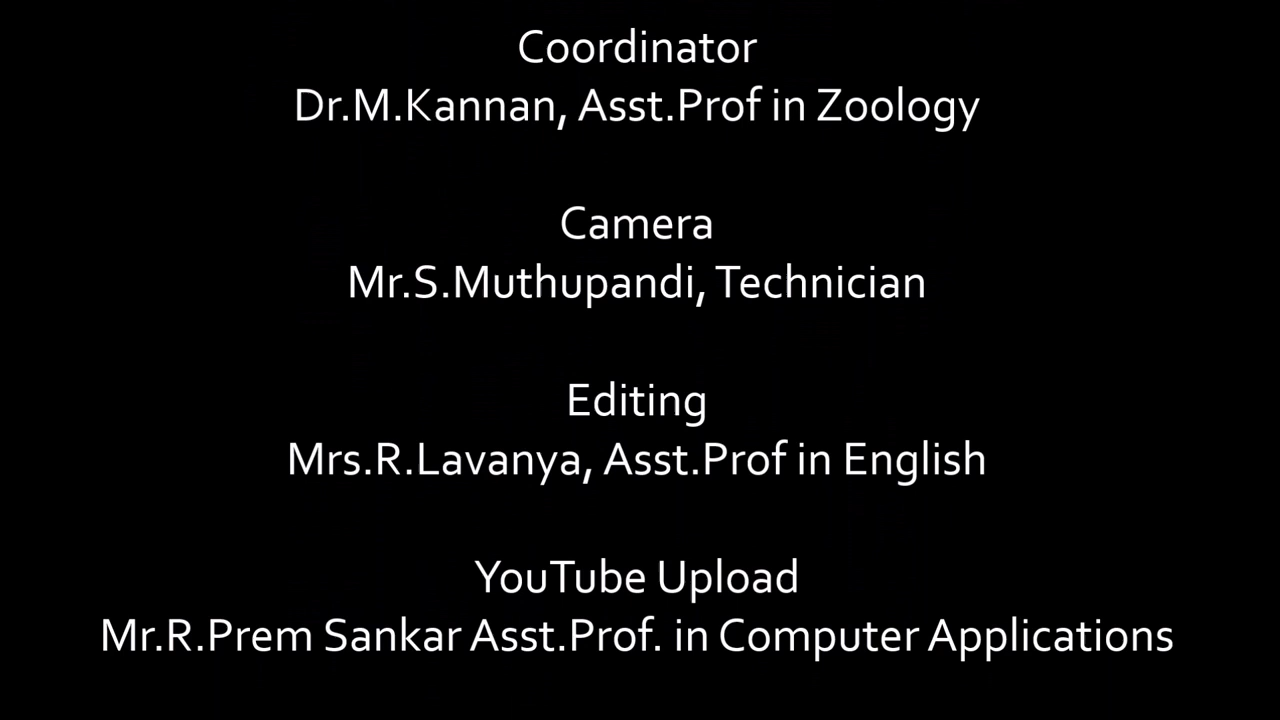 Coordinator
Dr.M.Kannan, Asst.Prof in Zoology
Camera
Mr.S.Muthupandi, Technician
Editing
Mrs.R.Lavanya, Asst.Prof in English
YouTube Upload
Mr.R.Prem Sankar Asst.Prof. in Computer Applications